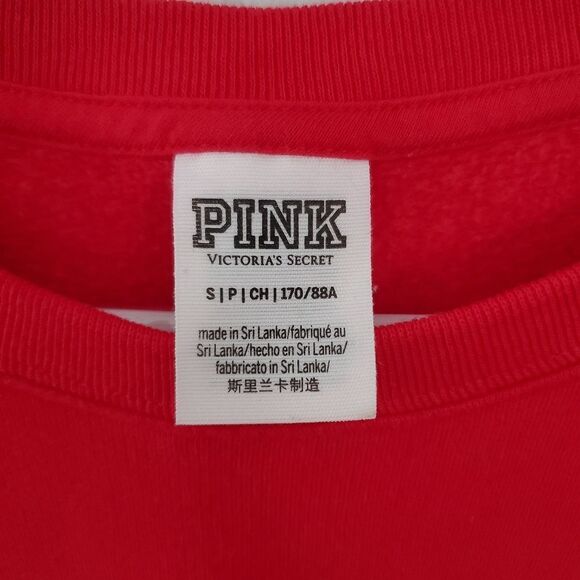 PINK
VICTORIA'S SECRET
S | P | CH | 170/88A
made in Sri Lanka/fabriqué au
Sri Lanka/hecho en Sri Lanka/
fabbricato in Sri Lanka/
斯里兰卡制造